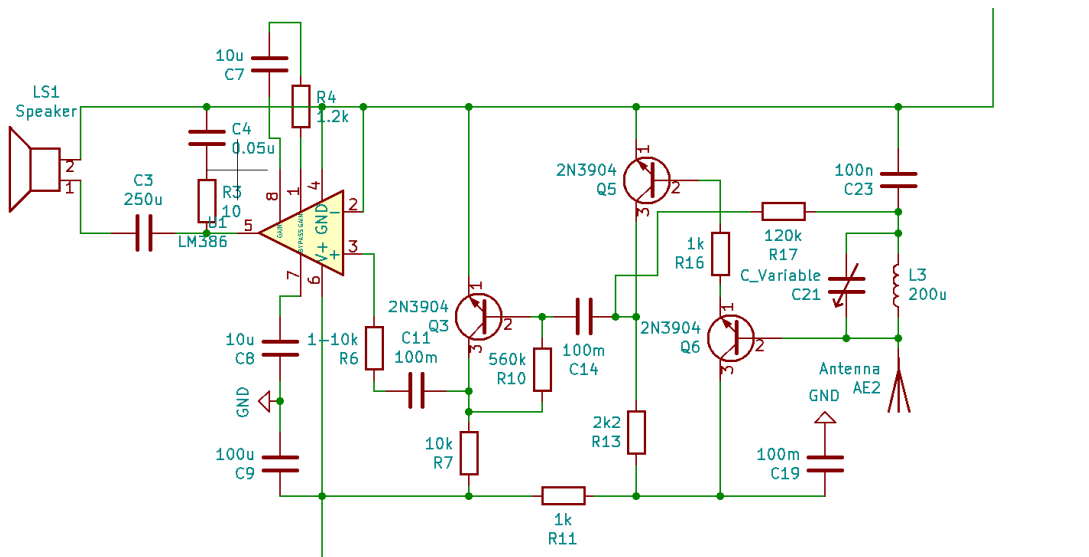 10u
C7
LS1
Speaker
2
1
R4
1.2k
C4
0.05u
C3
250u
R3
10
U1
LM386
5
8
1
4
2
3
7
6
GAIN
BYPASS GAIN
GND
V+
-
+
10u
C8
GND
100u
C9
1-10k
R6
C11
100m
2N3904
Q3
1
2
3
560k
R10
100m
C14
10k
R7
1k
R11
2N3904
Q5
1
2
3
1k
R16
2N3904
Q6
1
2
3
2k2
R13
120k
R17
100n
C23
C_Variable
C21
L3
200u
Antenna
AE2
GND
100m
C19